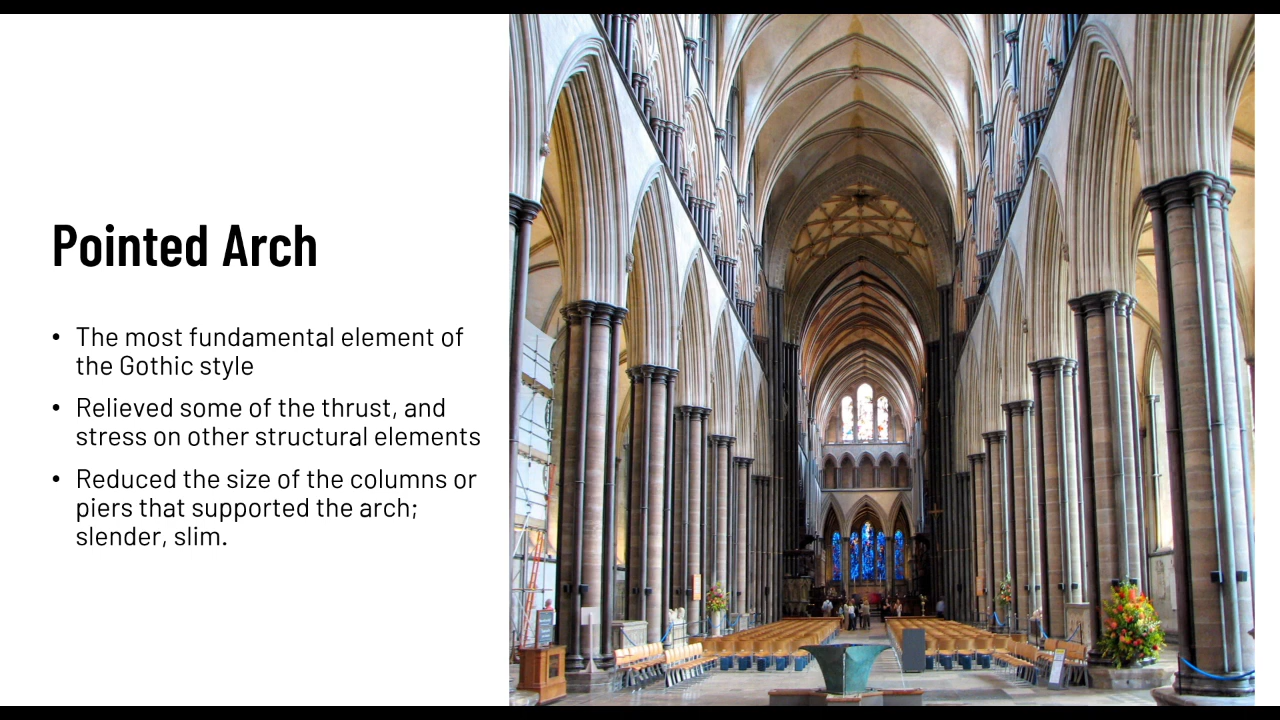 Pointed Arch
• The most fundamental element of
the Gothic style
• Relieved some of the thrust, and
stress on other structural elements
• Reduced the size of the columns or
piers that supported the arch;
slender, slim.